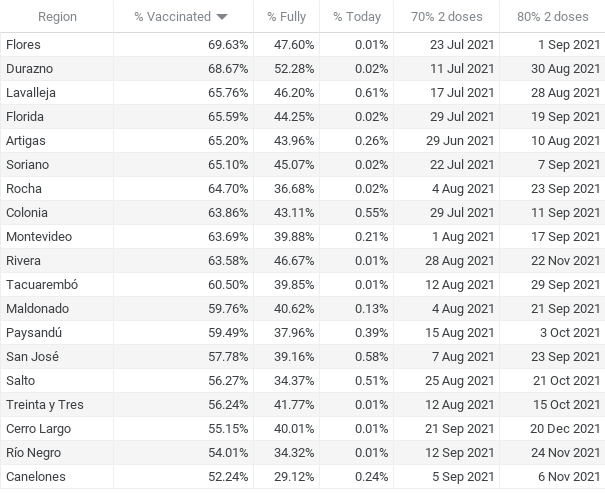 Region % Vaccinated % Fully % Today 70% 2 doses 80% 2 doses
Flores 69.63% 47.60% 0.01% 23 Jul 2021 1 Sep 2021
Durazno 68.67% 52.28% 0.02% 11 Jul 2021 30 Aug 2021
Lavalleja 65.76% 46.20% 0.61% 17 Jul 2021 28 Aug 2021
Florida 65.59% 44.25% 0.02% 29 Jul 2021 19 Sep 2021
Artigas 65.20% 43.96% 0.26% 29 Jun 2021 10 Aug 2021
Soriano 65.10% 45.07% 0.02% 22 Jul 2021 7 Sep 2021
Rocha 64.70% 36.68% 0.02% 4 Aug 2021 23 Sep 2021
Colonia 63.86% 43.11% 0.55% 29 Jul 2021 11 Sep 2021
Montevideo 63.69% 39.88% 0.21% 1 Aug 2021 17 Sep 2021
Rivera 63.58% 46.67% 0.01% 28 Aug 2021 22 Nov 2021
Tacuarembó 60.50% 39.85% 0.01% 12 Aug 2021 29 Sep 2021
Maldonado 59.76% 40.62% 0.13% 4 Aug 2021 21 Sep 2021
Paysandú 59.49% 37.96% 0.39% 15 Aug 2021 3 Oct 2021
San José 57.78% 39.16% 0.58% 7 Aug 2021 23 Sep 2021
Salto 56.27% 34.37% 0.51% 25 Aug 2021 21 Oct 2021
Treinta y Tres 56.24% 41.77% 0.01% 12 Aug 2021 15 Oct 2021
Cerro Largo 55.15% 40.01% 0.01% 21 Sep 2021 20 Dec 2021
Río Negro 54.01% 34.32% 0.01% 12 Sep 2021 24 Nov 2021
Canelones 52.24% 29.12% 0.24% 5 Sep 2021 6 Nov 2021